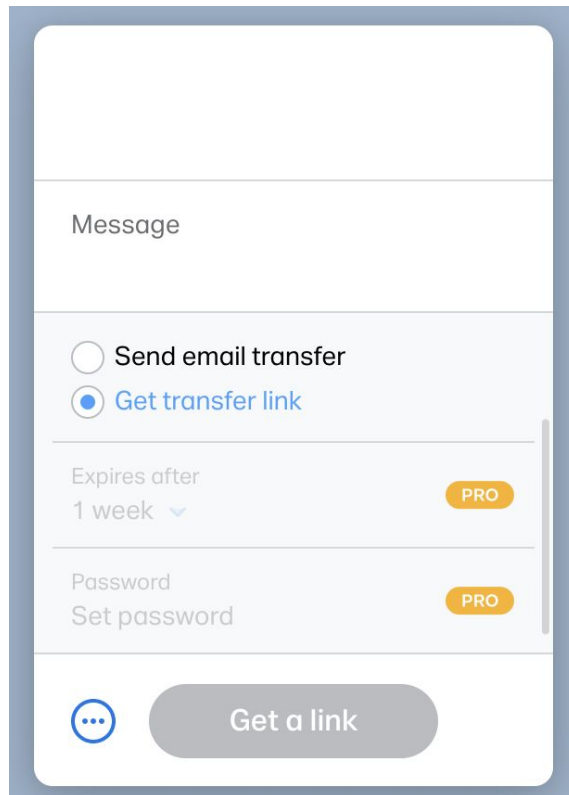 Message
Send email transfer
Get transfer link
Expires after
1 week
PRO
Password
Set password
PRO
Get a link